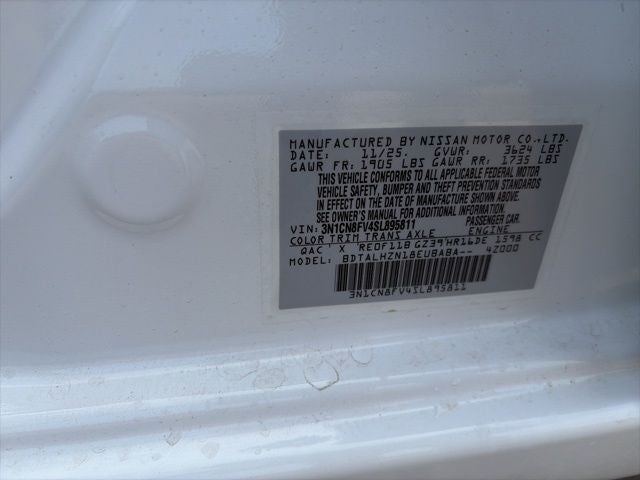 MANUFACTURED BY NISSAN MOTOR CO.,LTD.
DATE: 11/25. GVWR: 3624 LBS
GAWR FR: 1905 LBS GAWR RR: 1735 LBS
THIS VEHICLE CONFORMS TO ALL APPLICABLE FEDERAL MOTOR
VEHICLE SAFETY, BUMPER AND THEFT PREVENTION STANDARDS
IN EFFECT ON THE DATE OF MANUFACTURE SHOWN ABOVE.
SEE OWNER'S MANUAL FOR ADDITIONAL INFORMATION
VIN: 3N1CN8FV4SL895811 PASSENGER CAR
COLOR TRIM TRANS AXLE ENGINE
QAC X RE0F11B GZ39 HR16DE 1598 CC
MODEL: BDTALHZN18EUBABA-- 4Z000
3N1CN8FV4SL895811